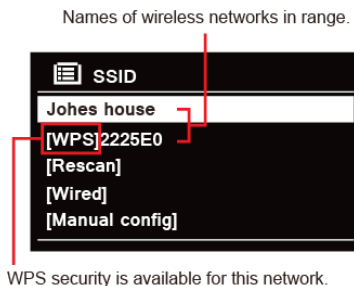 Names of wireless networks in range.
SSID
Johes house
[WPS]2225E0
[Rescan]
[Wired]
[Manual config]
WPS security is available for this network.